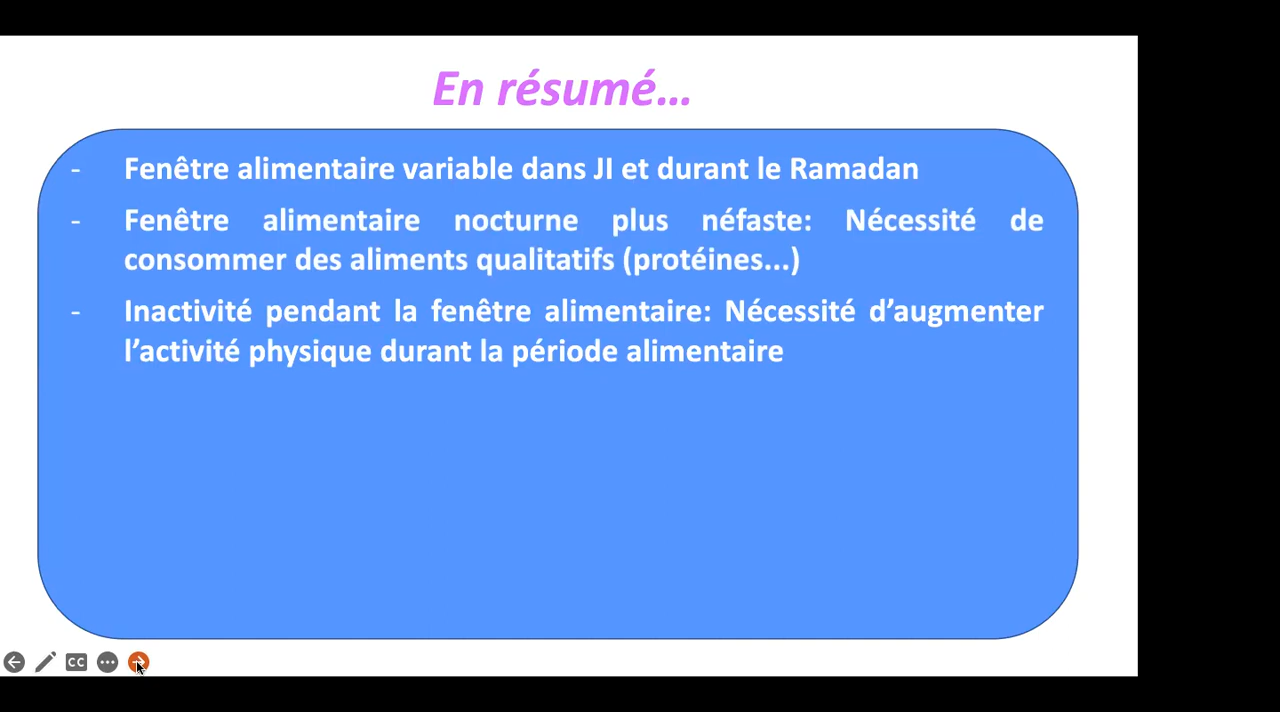 En résumé...
- Fenêtre alimentaire variable dans JI et durant le Ramadan
- Fenêtre alimentaire nocturne plus néfaste: Nécessité de
consommer des aliments qualitatifs (protéines...)
- Inactivité pendant la fenêtre alimentaire: Nécessité d’augmenter
l’activité physique durant la période alimentaire
CC